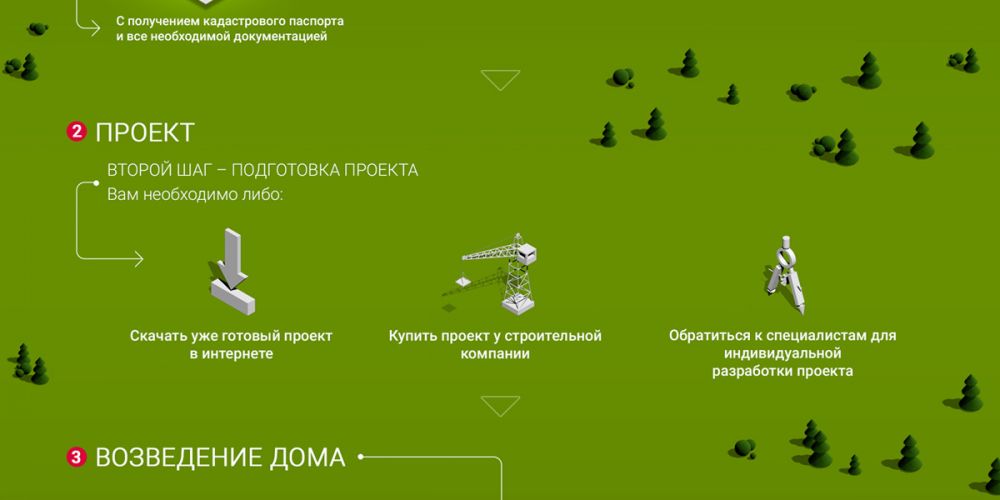 С получением кадастрового паспорта
и все необходимой документацией
2 ПРОЕКТ
ВТОРОЙ ШАГ – ПОДГОТОВКА ПРОЕКТА
Вам необходимо либо:
Скачать уже готовый проект
в интернете
Купить проект у строительной
компании
Обратиться к специалистам для
индивидуальной
разработки проекта
3 ВОЗВЕДЕНИЕ ДОМА